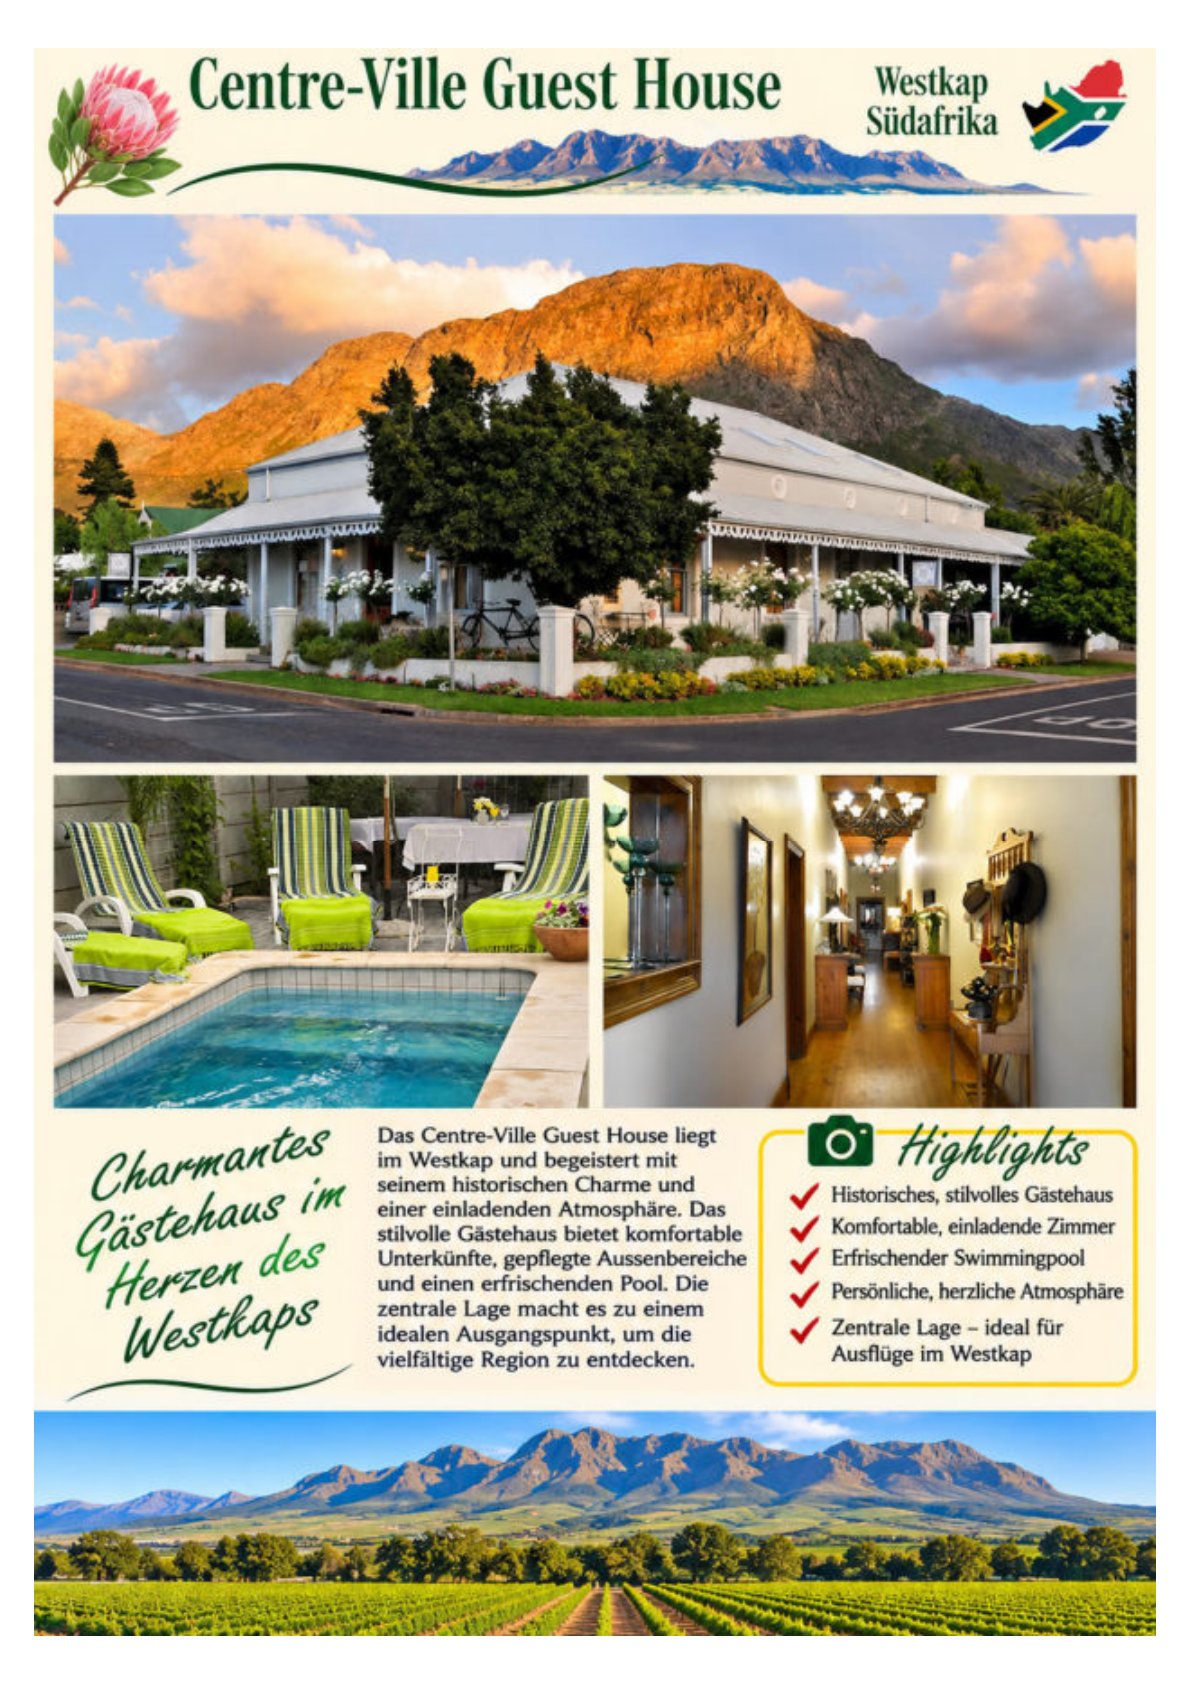 Centre-Ville Guest House
Westkap
Südafrika
Charmantes
Gästehaus im
Herzen des
Westkaps
Das Centre-Ville Guest House liegt
im Westkap und begeistert mit
seinem historischen Charme und
einer einladenden Atmosphäre. Das
stilvolle Gästehaus bietet komfortable
Unterkünfte, gepflegte Aussenbereiche
und einen erfrischenden Pool. Die
zentrale Lage macht es zu einem
idealen Ausgangspunkt, um die
vielfältige Region zu entdecken.
Highlights
Historisches, stilvolles Gästehaus
Komfortable, einladende Zimmer
Erfrischender Swimmingpool
Persönliche, herzliche Atmosphäre
Zentrale Lage – ideal für
Ausflüge im Westkap